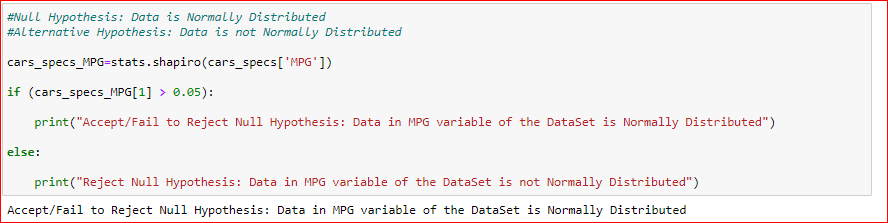 #Null Hypothesis: Data is Normally Distributed
#Alternative Hypothesis: Data is not Normally Distributed
cars_specs_MPG=stats.shapiro(cars_specs['MPG'])
if (cars_specs_MPG[1] > 0.05):
print("Accept/Fail to Reject Null Hypothesis: Data in MPG variable of the DataSet is Normally Distributed")
else:
print("Reject Null Hypothesis: Data in MPG variable of the DataSet is not Normally Distributed")
Accept/Fail to Reject Null Hypothesis: Data in MPG variable of the DataSet is Normally Distributed